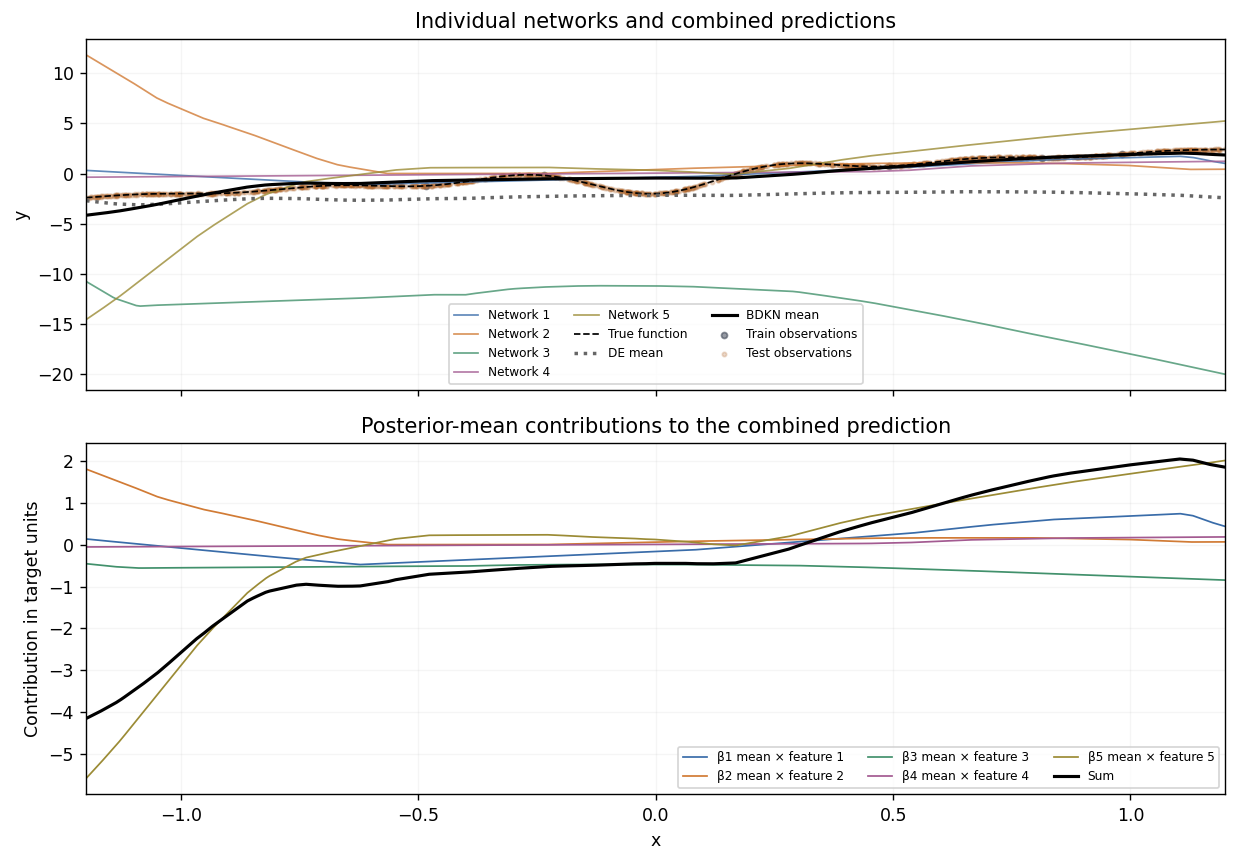 Individual networks and combined predictions
10
5
0
−5
−10
−15
−20
y
Network 1
Network 2
Network 3
Network 4
Network 5
True function
DE mean
BDKN mean
Train observations
Test observations
Posterior-mean contributions to the combined prediction
2
1
0
−1
−2
−3
−4
−5
Contribution in target units
β1 mean × feature 1
β2 mean × feature 2
β3 mean × feature 3
β4 mean × feature 4
β5 mean × feature 5
Sum
−1.0
−0.5
0.0
0.5
1.0
x